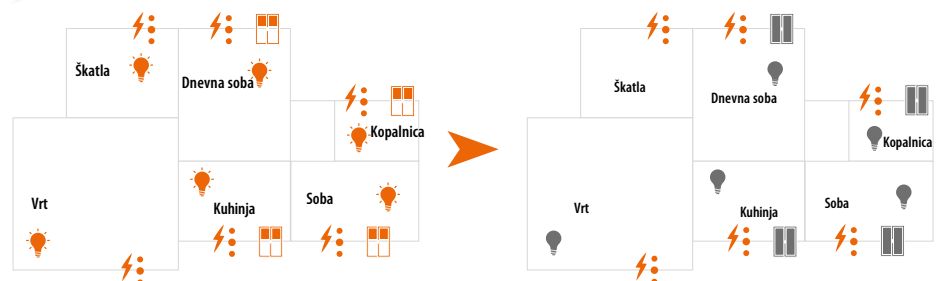 Škatla
Dnevna soba
Kopalnica
Vrt
Kuhinja
Soba
Škatla
Dnevna soba
Kopalnica
Vrt
Kuhinja
Soba